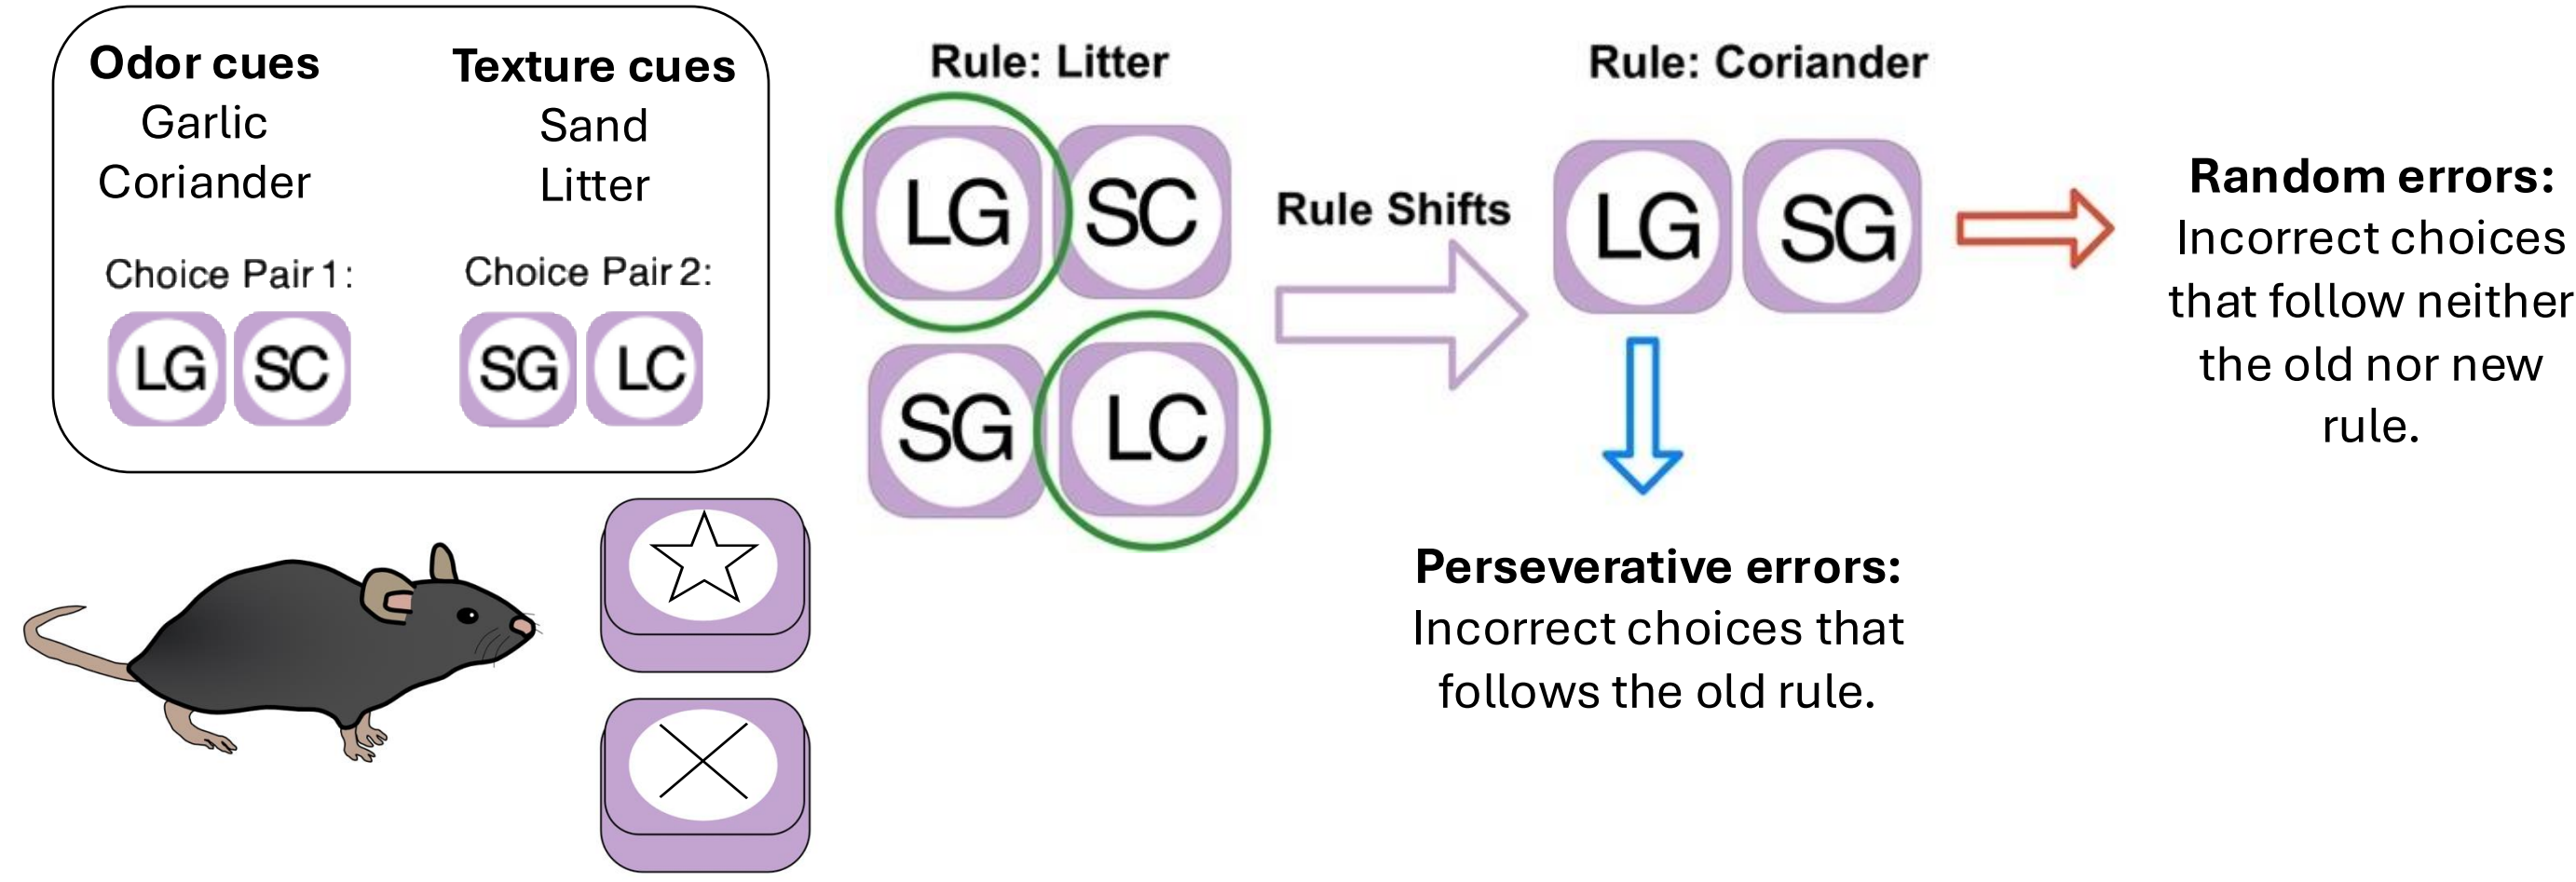 Odor cues
Garlic
Coriander
Texture cues
Sand
Litter
Choice Pair 1:
LG SC
Choice Pair 2:
SG LC
Rule: Litter
LG SC
SG LC
Rule Shifts
Rule: Coriander
LG SG
Random errors:
Incorrect choices
that follow neither
the old nor new
rule.
Perseverative errors:
Incorrect choices that
follows the old rule.